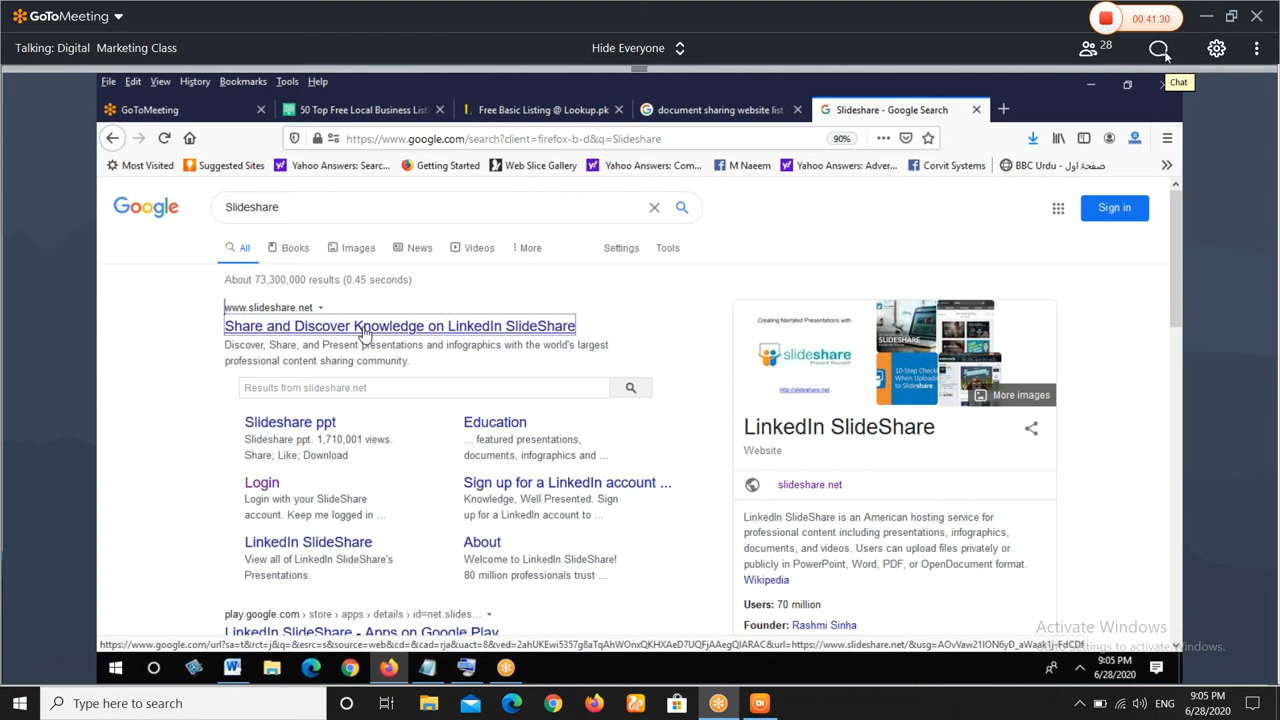 GoToMeeting
00:41:30
Talking: Digital Marketing Class
Hide Everyone
28
Chat
File Edit View History Bookmarks Tools Help
GoToMeeting
50 Top Free Local Business List
Free Basic Listing @ Lookup.pk
document sharing website list
Slideshare - Google Search
https://www.google.com/search?client=firefox-b-d&q=Slideshare
90%
Most Visited
Suggested Sites
Yahoo Answers: Searc...
Getting Started
Web Slice Gallery
Yahoo Answers: Com...
M Naeem
Yahoo Answers: Adver...
Corvit Systems
BBC Urdu - صفحۂ اول
Google
Slideshare
Sign in
All Books Images News Videos More Settings Tools
About 73,300,000 results (0.45 seconds)
www.slideshare.net
Share and Discover Knowledge on LinkedIn SlideShare
Discover, Share, and Present presentations and infographics with the world's largest
professional content sharing community.
Results from slideshare.net
Slideshare ppt
Slideshare ppt. 1,710,001 views.
Share; Like; Download
Education
... featured presentations,
documents, infographics and ...
Login
Login with your SlideShare
account. Keep me logged in ...
Sign up for a LinkedIn account ...
Knowledge, Well Presented. Sign
up for a LinkedIn account to ...
LinkedIn SlideShare
View all of LinkedIn SlideShare's
Presentations.
About
Welcome to LinkedIn SlideShare!
80 million professionals trust ...
play.google.com › store › apps › details › id=net.slides...
LinkedIn SlideShare - Apps on Google Play
Creating Narrated Presentations with
slideshare
Present Yourself
http://slideshare.net
10-Step Check
When Uploading
to Slideshare
More images
LinkedIn SlideShare
Website
slideshare.net
LinkedIn SlideShare is an American hosting service for
professional content including presentations, infographics,
documents, and videos. Users can upload files privately or
publicly in PowerPoint, Word, PDF, or OpenDocument format.
Wikipedia
Users: 70 million
Founder: Rashmi Sinha
Activate Windows
Settings to activate Windows.
9:05 PM
6/28/2020
Type here to search
ENG
9:05 PM
6/28/2020